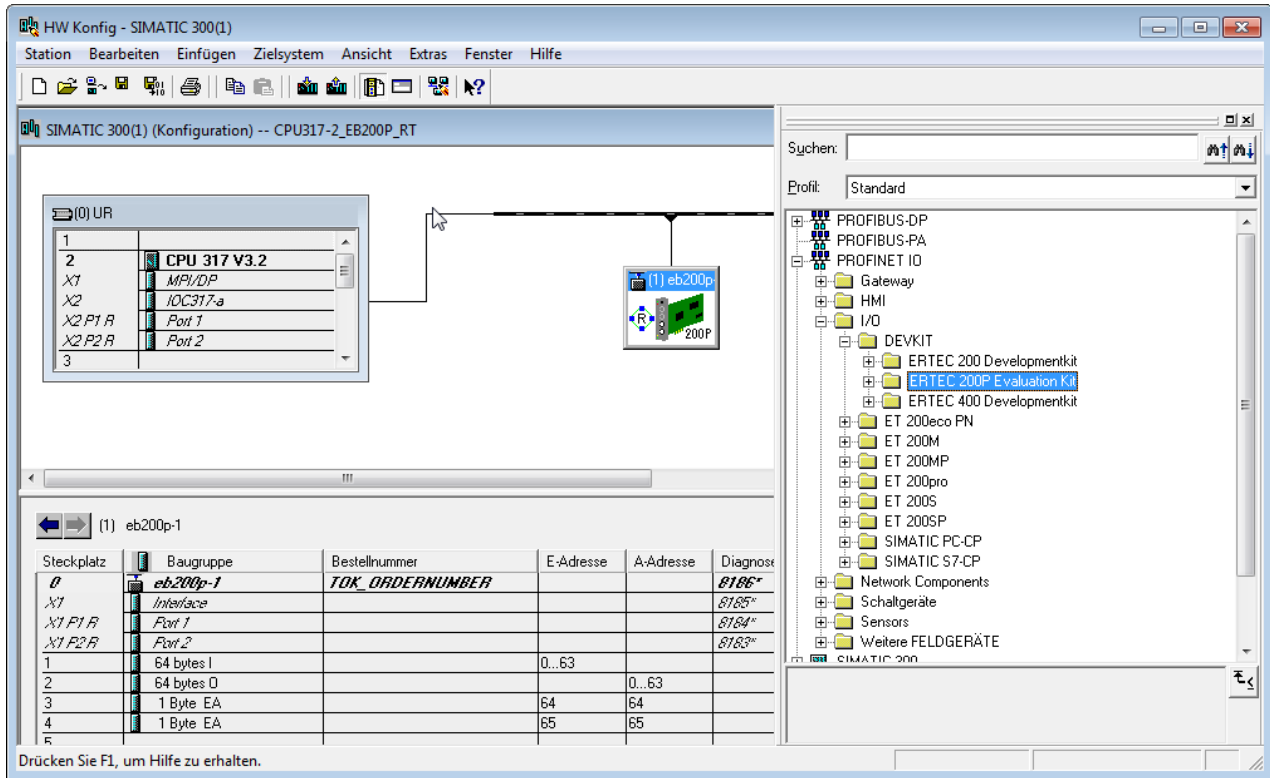 HW Konfig - SIMATIC 300(1)
Station Bearbeiten Einfügen Zielsystem Ansicht Extras Fenster Hilfe
SIMATIC 300(1) (Konfiguration) -- CPU317-2_EB200P_RT
(0) UR
1
2 CPU 317 V3.2
X1 MPI/DP
X2 IOC317-a
X2 P1 R Port 1
X2 P2 R Port 2
3
(1) eb200p-
R
200P
Suchen:
Profil: Standard
PROFIBUS-DP
PROFIBUS-PA
PROFINET IO
Gateway
HMI
I/O
DEVKIT
ERTEC 200 Developmentkit
ERTEC 200P Evaluation Kit
ERTEC 400 Developmentkit
ET 200eco PN
ET 200M
ET 200MP
ET 200pro
ET 200S
ET 200SP
SIMATIC PC-CP
SIMATIC S7-CP
Network Components
Schaltgeräte
Sensors
Weitere FELDGERÄTE
SIMATIC 300
(1) eb200p-1
Steckplatz Baugruppe Bestellnummer E-Adresse A-Adresse Diagnose
0 eb200p-1 TOK_ORDERNUMBER 8186*
X1 Interface 8185*
X1 P1 R Port 1 8184*
X1 P2 R Port 2 8183*
1 64 bytes I 0...63
2 64 bytes O 0...63
3 1 Byte EA 64 64
4 1 Byte EA 65 65
5
Drücken Sie F1, um Hilfe zu erhalten.